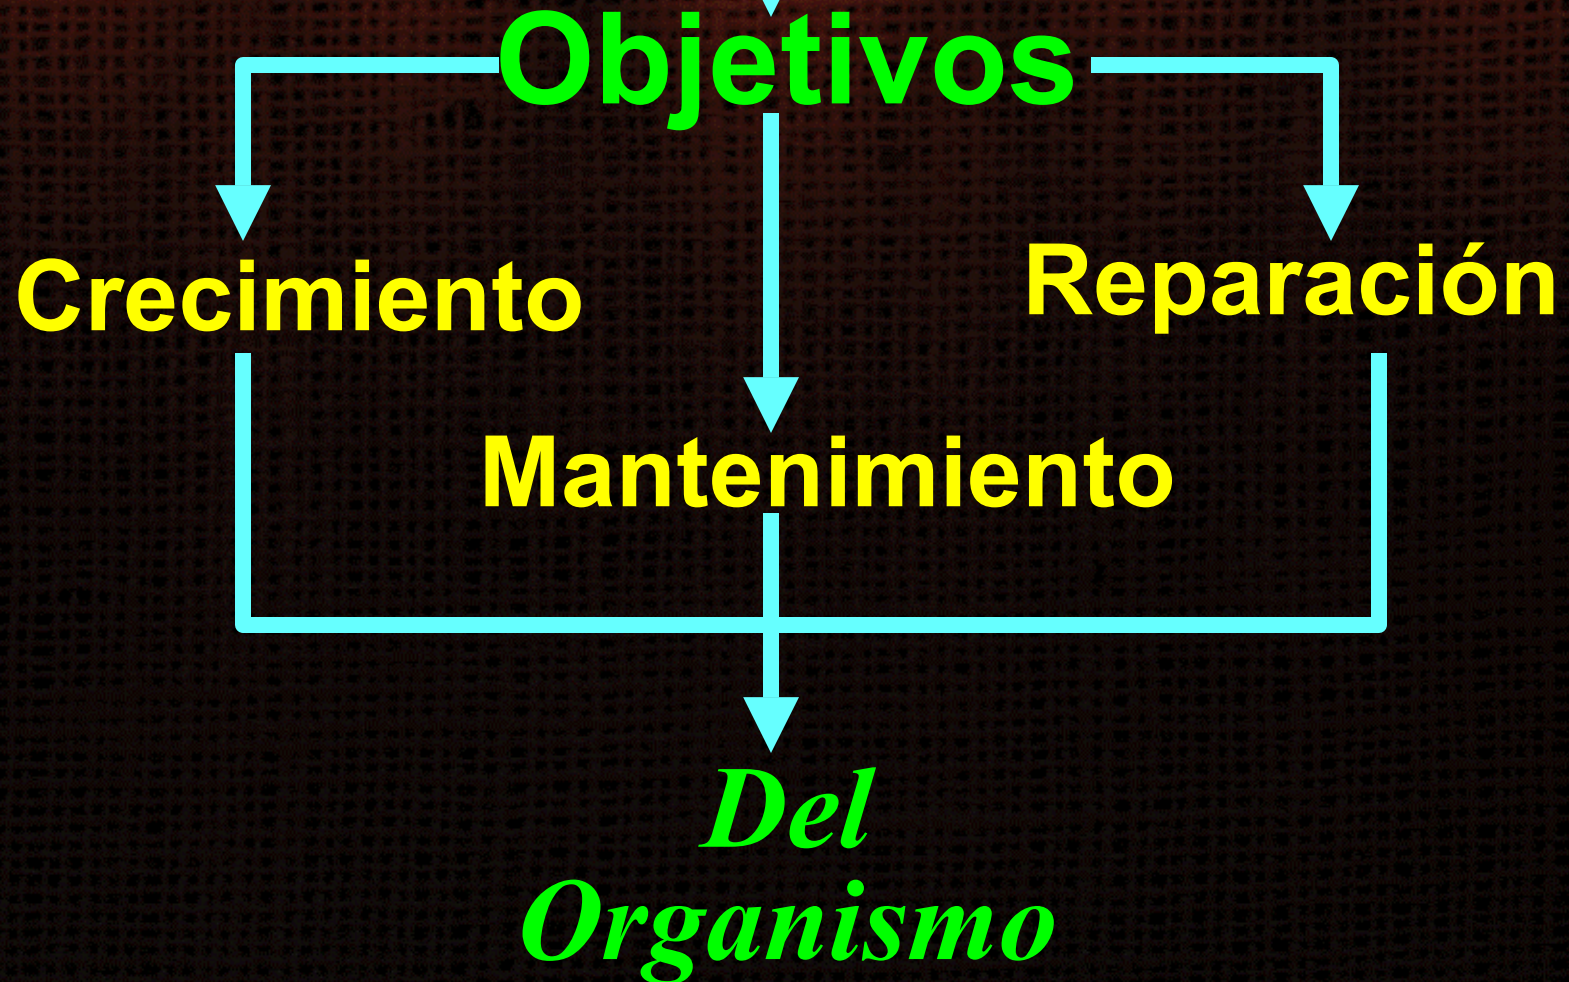 Objetivos
Crecimiento
Reparación
Mantenimiento
Del
Organismo